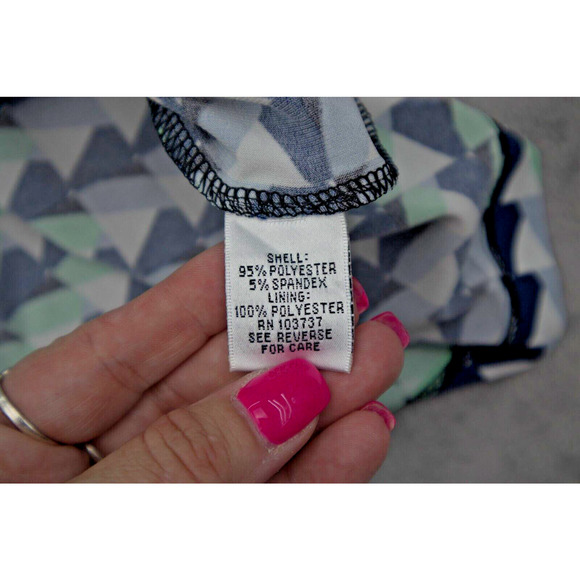 SHELL:
95% POLYESTER
5% SPANDEX
LINING:
100% POLYESTER
RN 103737
SEE REVERSE
FOR CARE